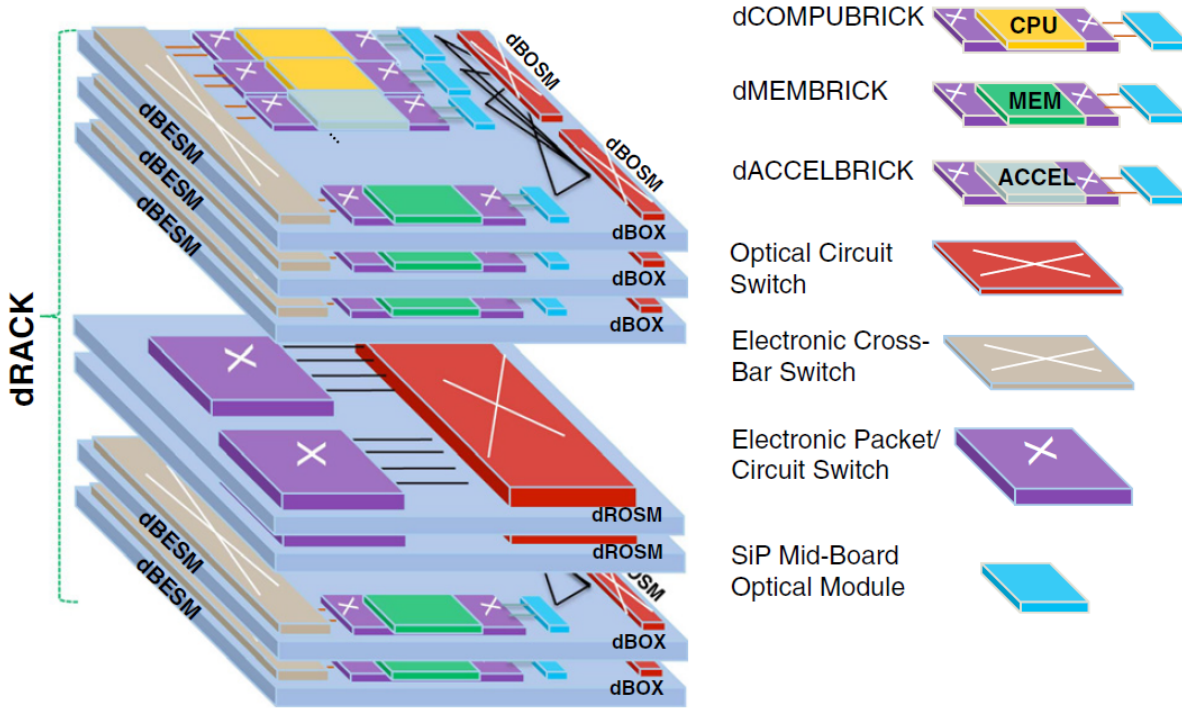 dRACK
dBOSM
dBOSM
dBESM
dBESM
dBESM
dBOX
dBOX
dBOX
dROSM
dROSM
dBESM
dBESM
dBOX
dBOX
dCOMPUBRICK
CPU
dMEMBRICK
MEM
dACCELBRICK
ACCEL
Optical Circuit
Switch
Electronic Cross-
Bar Switch
Electronic Packet/
Circuit Switch
SiP Mid-Board
Optical Module